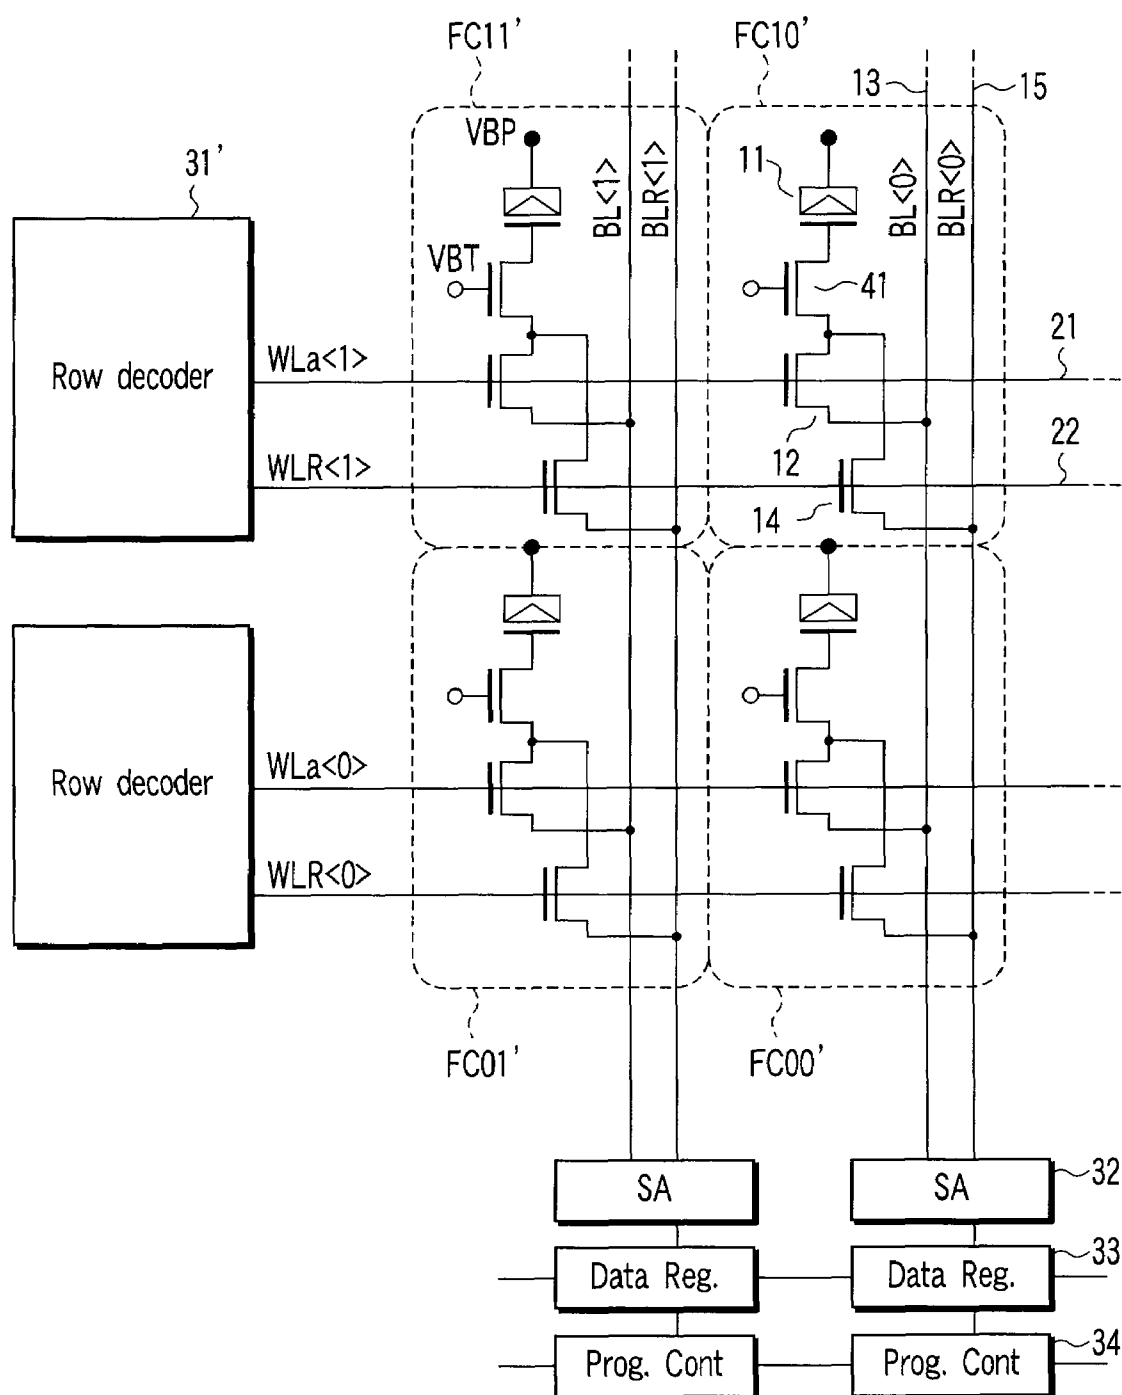 FC11'
FC10'
13
15
VBP
31'
11
BL<1>
BLR<1>
BL<0>
BLR<0>
VBT
41
21
WLa<1>
Row decoder
12
22
WLR<1>
14
WLa<0>
Row decoder
WLR<0>
FC01'
FC00'
SA
SA
32
33
Data Reg.
Data Reg.
34
Prog. Cont
Prog. Cont